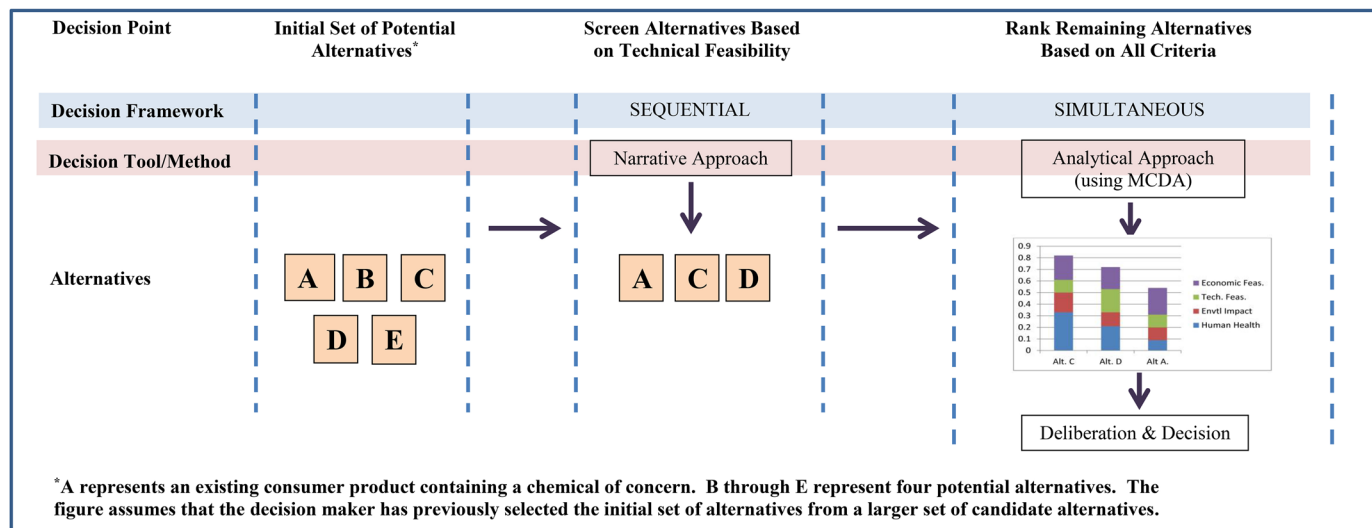 Decision Point
Initial Set of Potential
Alternatives*
Screen Alternatives Based
on Technical Feasibility
Rank Remaining Alternatives
Based on All Criteria
Decision Framework
SEQUENTIAL
SIMULTANEOUS
Decision Tool/Method
Narrative Approach
Analytical Approach
(using MCDA)
Alternatives
A B C
D E
A C D
0.9
0.8
0.7
0.6
0.5
0.4
0.3
0.2
0.1
0
Economic Feas.
Tech. Feas.
Envtl Impact
Human Health
Alt. C Alt. D Alt A.
Deliberation & Decision
*A represents an existing consumer product containing a chemical of concern. B through E represent four potential alternatives. The
figure assumes that the decision maker has previously selected the initial set of alternatives from a larger set of candidate alternatives.